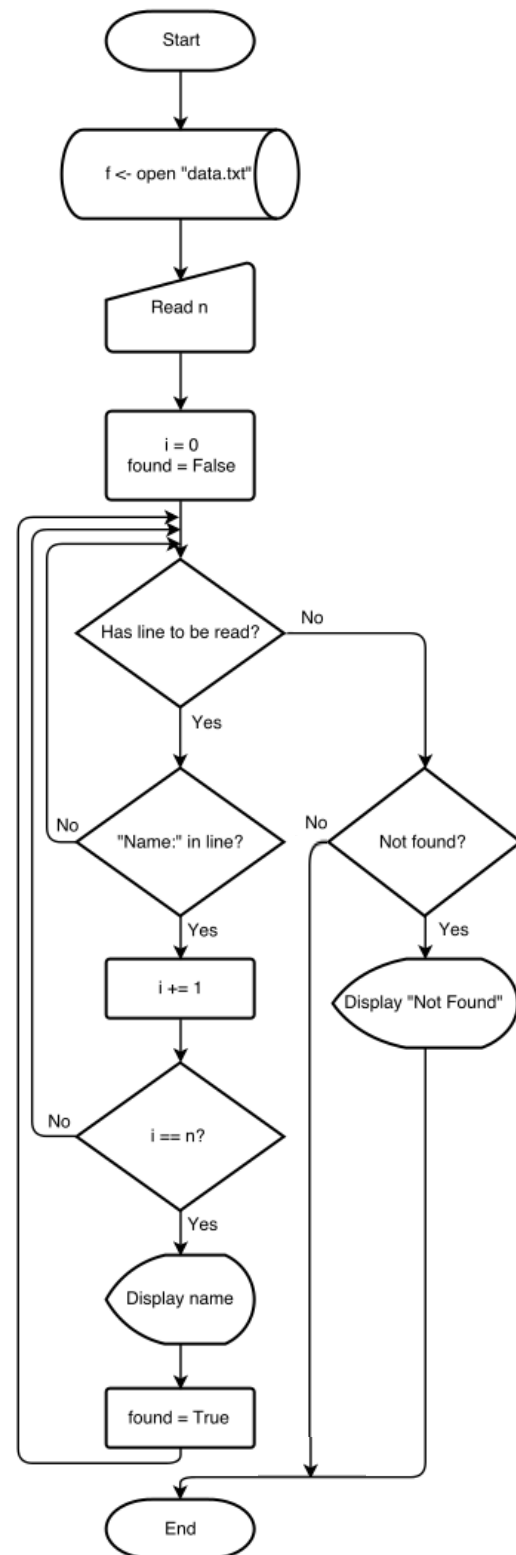 Start
f <- open "data.txt"
Read n
i = 0
found = False
Has line to be read?
No
Yes
"Name:" in line?
No
Yes
Not found?
No
Yes
i += 1
Display "Not Found"
i == n?
No
Yes
Display name
found = True
End